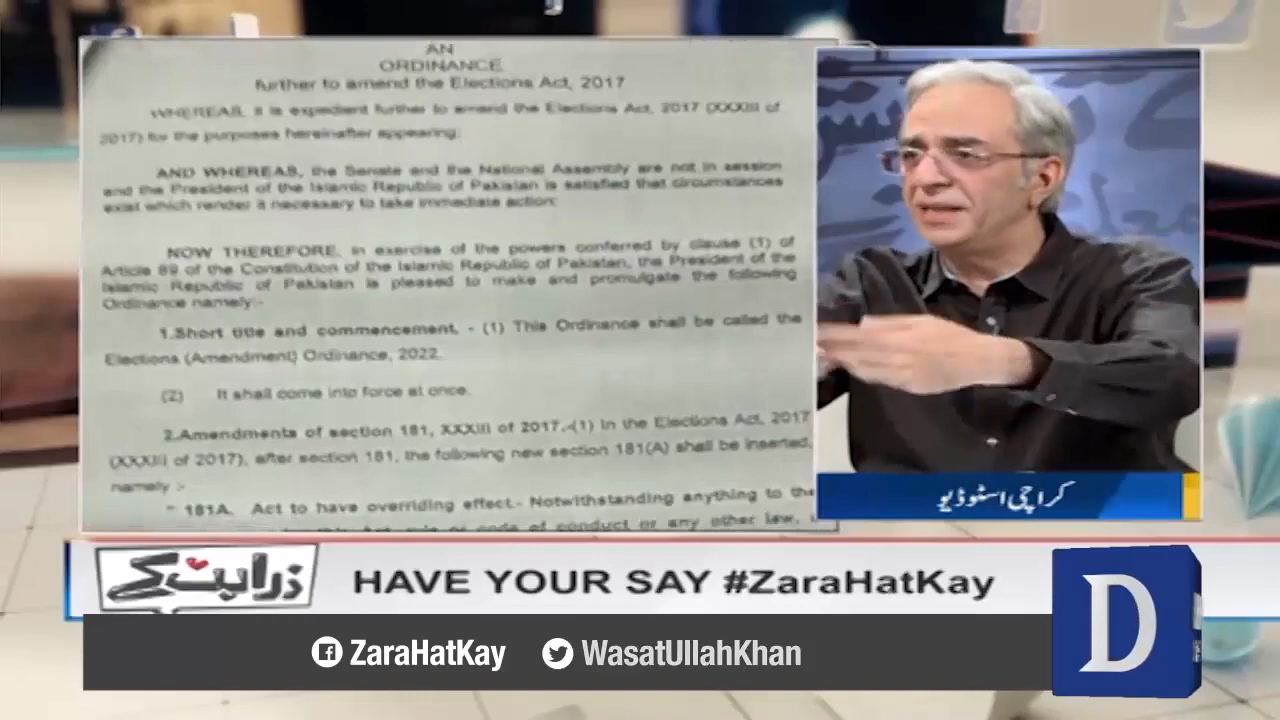 AN
ORDINANCE
further to amend the Elections Act, 2017
WHEREAS, it is expedient further to amend the Elections Act, 2017 (XXXIII of
2017) for the purposes hereinafter appearing;
AND WHEREAS, the Senate and the National Assembly are not in session
and the President of the Islamic Republic of Pakistan is satisfied that circumstances
exist which render it necessary to take immediate action:
NOW THEREFORE, in exercise of the powers conferred by clause (1) of
Article 89 of the Constitution of the Islamic Republic of Pakistan, the President of the
Islamic Republic of Pakistan is pleased to make and promulgate the following
Ordinance namely:-
1.Short title and commencement. - (1) This Ordinance shall be called the
Elections (Amendment) Ordinance, 2022.
(2) It shall come into force at once.
2.Amendments of section 181, XXXIII of 2017.-(1) In the Elections Act, 2017
(XXXIII of 2017), after section 181, the following new section 181(A) shall be inserted,
namely :-
" 181A. Act to have overriding effect.- Notwithstanding anything to the
rule or code of conduct or any other law,
کراچی اسٹوڈیو
ذرا ہٹ کے
HAVE YOUR SAY #ZaraHatKay
ZaraHatKay
WasatUllahKhan
D